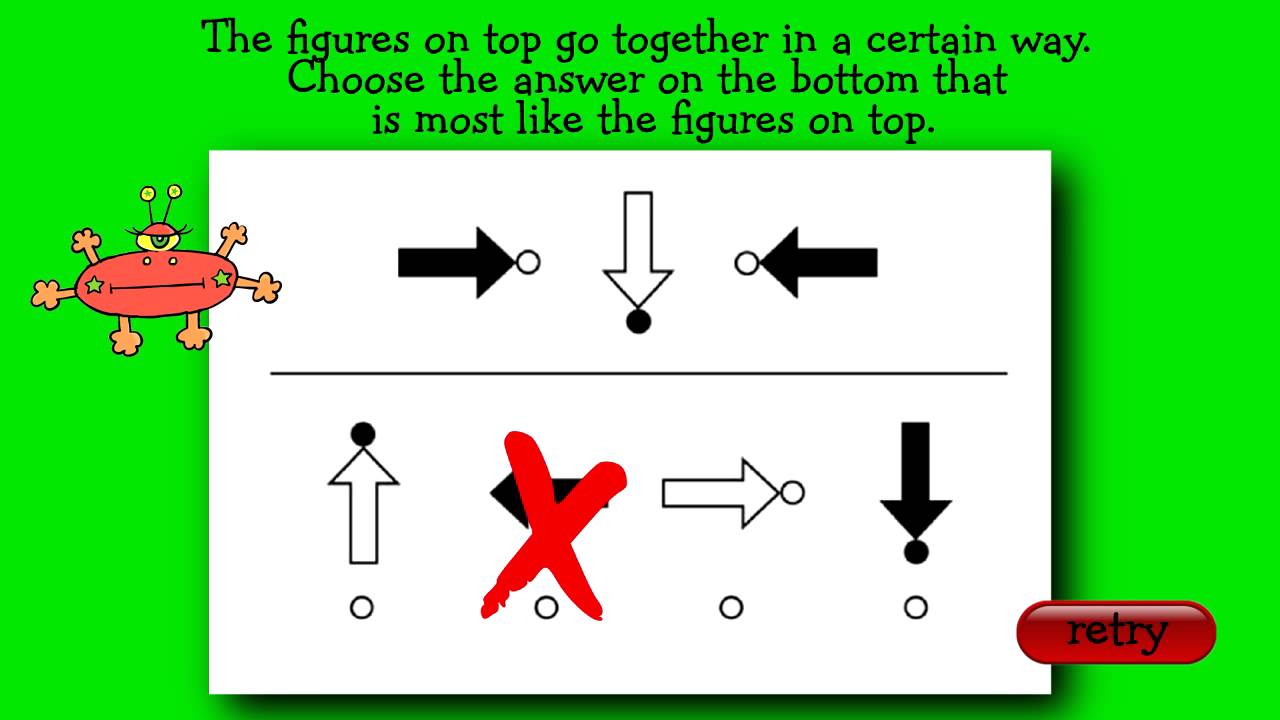 The figures on top go together in a certain way.
Choose the answer on the bottom that
is most like the figures on top.
retry